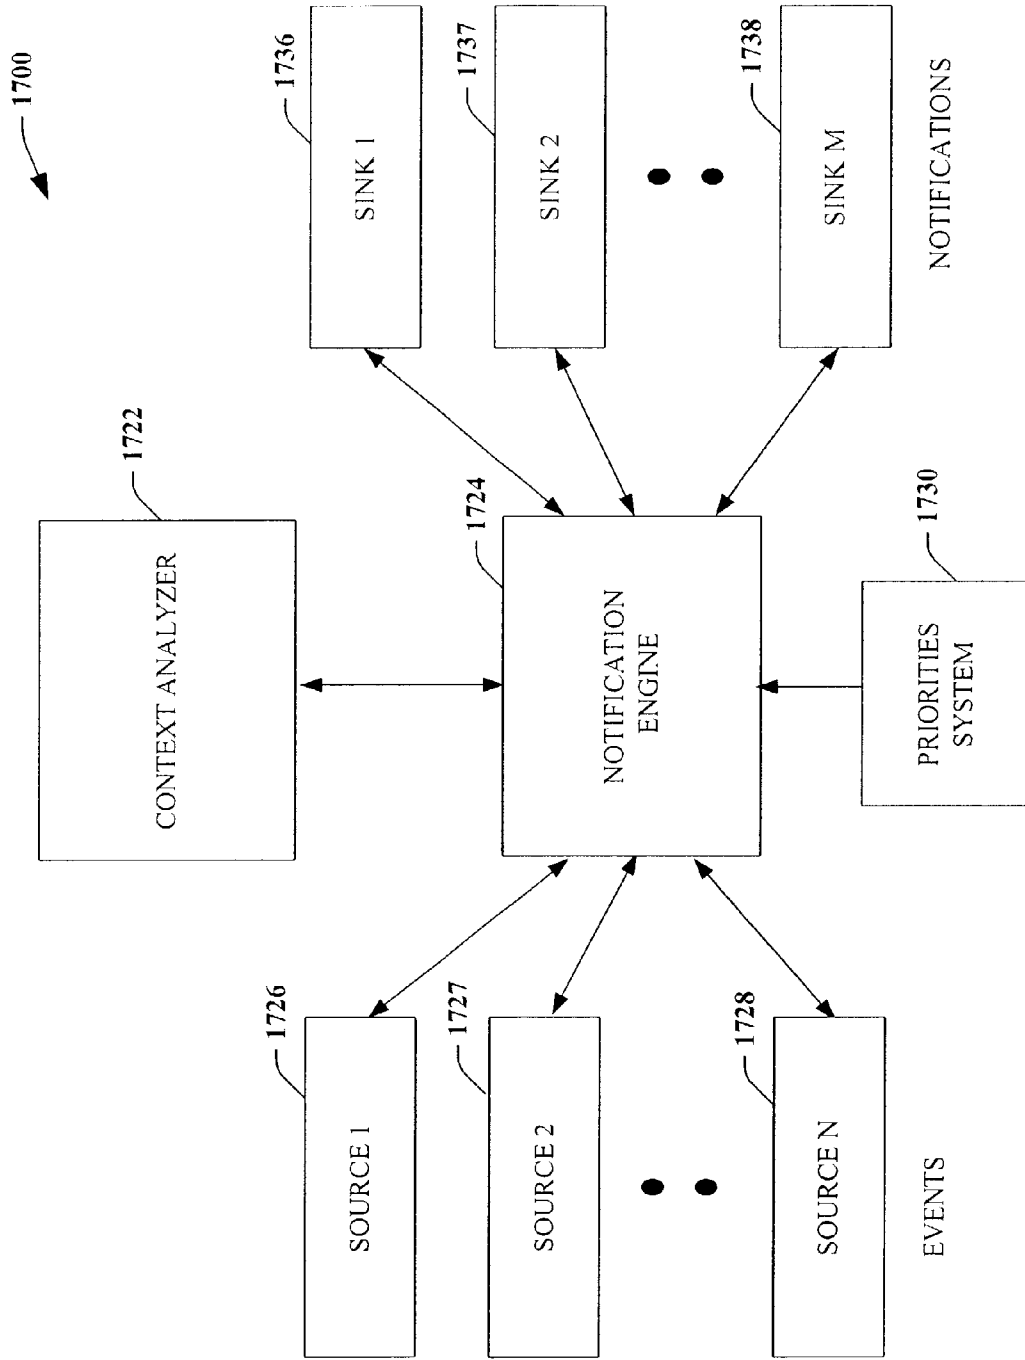 1700
1722
CONTEXT ANALYZER
1726
SOURCE 1
1727
SOURCE 2
1728
SOURCE N
EVENTS
1724
NOTIFICATION
ENGINE
1730
PRIORITIES
SYSTEM
1736
SINK 1
1737
SINK 2
1738
SINK M
NOTIFICATIONS